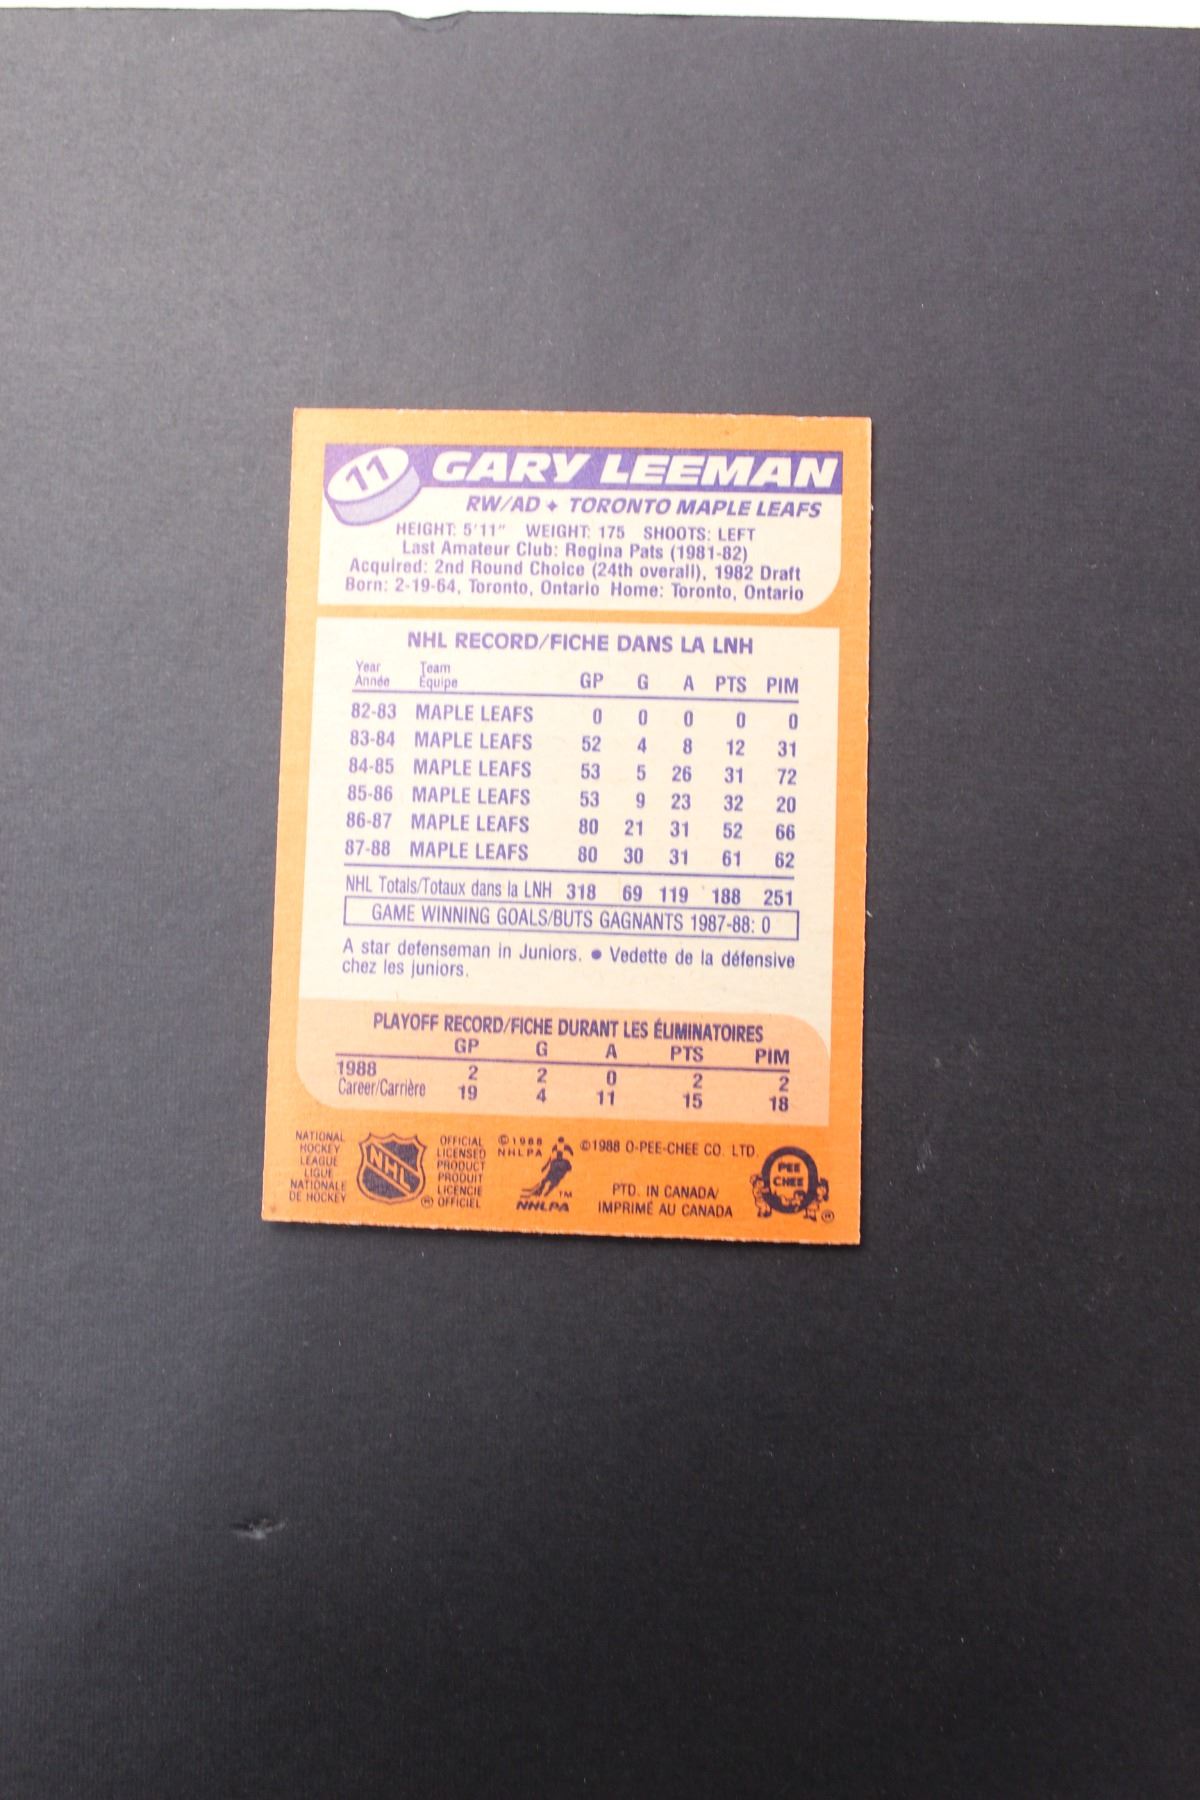 11 GARY LEEMAN
RW/AD ✦ TORONTO MAPLE LEAFS
HEIGHT: 5'11" WEIGHT: 175 SHOOTS: LEFT
Last Amateur Club: Regina Pats (1981-82)
Acquired: 2nd Round Choice (24th overall), 1982 Draft
Born: 2-19-64, Toronto, Ontario Home: Toronto, Ontario
NHL RECORD/FICHE DANS LA LNH
Year Team
Année Équipe GP G A PTS PIM
82-83 MAPLE LEAFS 0 0 0 0 0
83-84 MAPLE LEAFS 52 4 8 12 31
84-85 MAPLE LEAFS 53 5 26 31 72
85-86 MAPLE LEAFS 53 9 23 32 20
86-87 MAPLE LEAFS 80 21 31 52 66
87-88 MAPLE LEAFS 80 30 31 61 62
NHL Totals/Totaux dans la LNH 318 69 119 188 251
GAME WINNING GOALS/BUTS GAGNANTS 1987-88: 0
A star defenseman in Juniors. ● Vedette de la défensive
chez les juniors.
PLAYOFF RECORD/FICHE DURANT LES ÉLIMINATOIRES
GP G A PTS PIM
1988 2 2 0 2 2
Career/Carrière 19 4 11 15 18
NATIONAL
HOCKEY
LEAGUE
LIGUE
NATIONALE
DE HOCKEY
NHL
®
OFFICIAL
LICENSED
PRODUCT
PRODUIT
LICENCIÉ
OFFICIEL
©1988
NHLPA
TM
NHLPA
©1988 O-PEE-CHEE CO. LTD.
PTD. IN CANADA/
IMPRIMÉ AU CANADA
PEE
CHEE
®